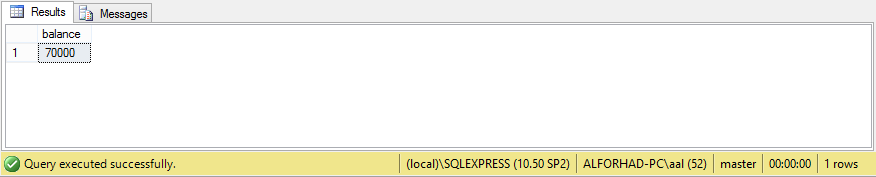 Results Messages
balance
1 70000
Query executed successfully. (local)\SQLEXPRESS (10.50 SP2) ALFORHAD-PC\aal (52) master 00:00:00 1 rows